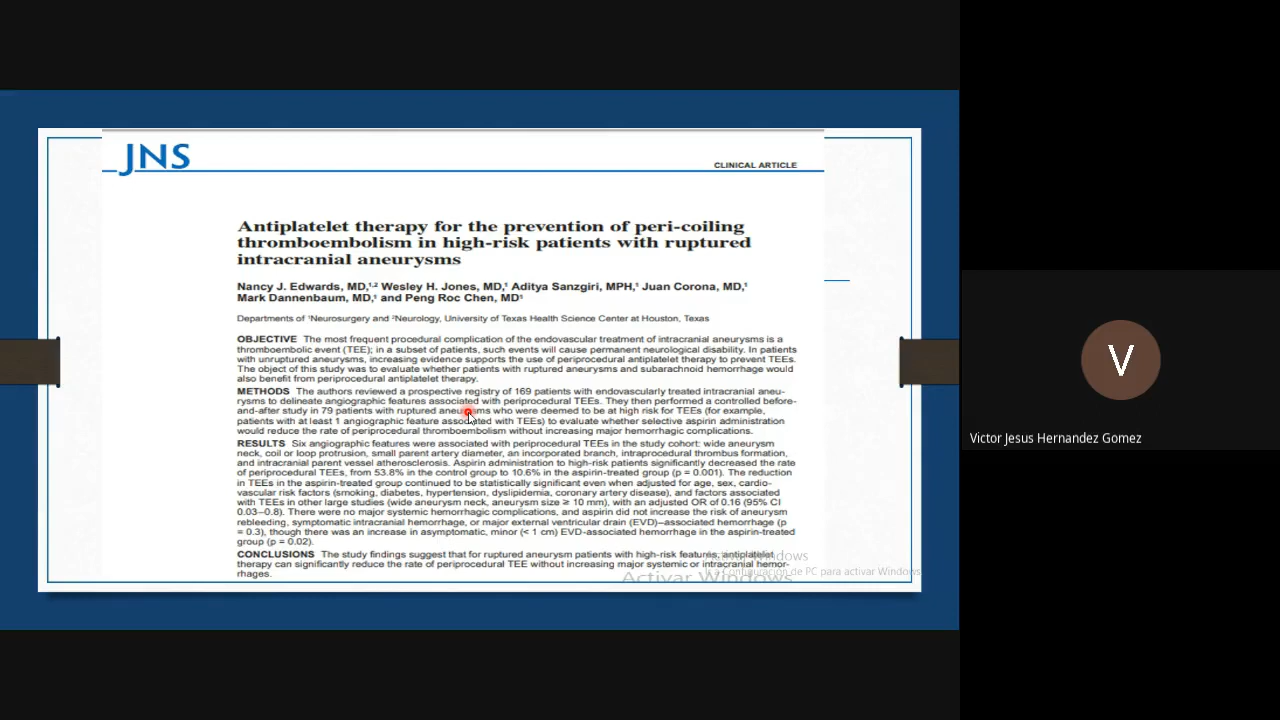 JNS
CLINICAL ARTICLE
Antiplatelet therapy for the prevention of peri-coiling
thromboembolism in high-risk patients with ruptured
intracranial aneurysms
Nancy J. Edwards, MD,1,2 Wesley H. Jones, MD,1 Aditya Sanzgiri, MPH,1 Juan Corona, MD,1
Mark Dannenbaum, MD,1 and Peng Roc Chen, MD1
Departments of 1Neurosurgery and 2Neurology, University of Texas Health Science Center at Houston, Texas
OBJECTIVE The most frequent procedural complication of the endovascular treatment of intracranial aneurysms is a
thromboembolic event (TEE); in a subset of patients, such events will cause permanent neurological disability. In patients
with unruptured aneurysms, increasing evidence supports the use of periprocedural antiplatelet therapy to prevent TEEs.
The object of this study was to evaluate whether patients with ruptured aneurysms and subarachnoid hemorrhage would
also benefit from periprocedural antiplatelet therapy.
METHODS The authors reviewed a prospective registry of 169 patients with endovascularly treated intracranial aneu-
rysms to delineate angiographic features associated with periprocedural TEEs. They then performed a controlled before-
and-after study in 79 patients with ruptured aneurysms who were deemed to be at high risk for TEEs (for example,
patients with at least 1 angiographic feature associated with TEEs) to evaluate whether selective aspirin administration
would reduce the rate of periprocedural thromboembolism without increasing major hemorrhagic complications.
RESULTS Six angiographic features were associated with periprocedural TEEs in the study cohort: wide aneurysm
neck, coil or loop protrusion, small parent artery diameter, an incorporated branch, intraprocedural thrombus formation,
and intracranial parent vessel atherosclerosis. Aspirin administration to high-risk patients significantly decreased the rate
of periprocedural TEEs, from 53.8% in the control group to 10.6% in the aspirin-treated group (p = 0.001). The reduction
in TEEs in the aspirin-treated group continued to be statistically significant even when adjusted for age, sex, cardio-
vascular risk factors (smoking, diabetes, hypertension, dyslipidemia, coronary artery disease), and factors associated
with TEEs in other large studies (wide aneurysm neck, aneurysm size ≥ 10 mm), with an adjusted OR of 0.16 (95% CI
0.03–0.8). There were no major systemic hemorrhagic complications, and aspirin did not increase the risk of aneurysm
rebleeding, symptomatic intracranial hemorrhage, or major external ventricular drain (EVD)–associated hemorrhage (p
= 0.3), though there was an increase in asymptomatic, minor (< 1 cm) EVD-associated hemorrhage in the aspirin-treated
group (p = 0.02).
CONCLUSIONS The study findings suggest that for ruptured aneurysm patients with high-risk features, antiplatelet
therapy can significantly reduce the rate of periprocedural TEE without increasing major systemic or intracranial hemor-
rhages.
Activar Windows
Activar Windows
Configuración de PC para activar Windows
V
Victor Jesus Hernandez Gomez